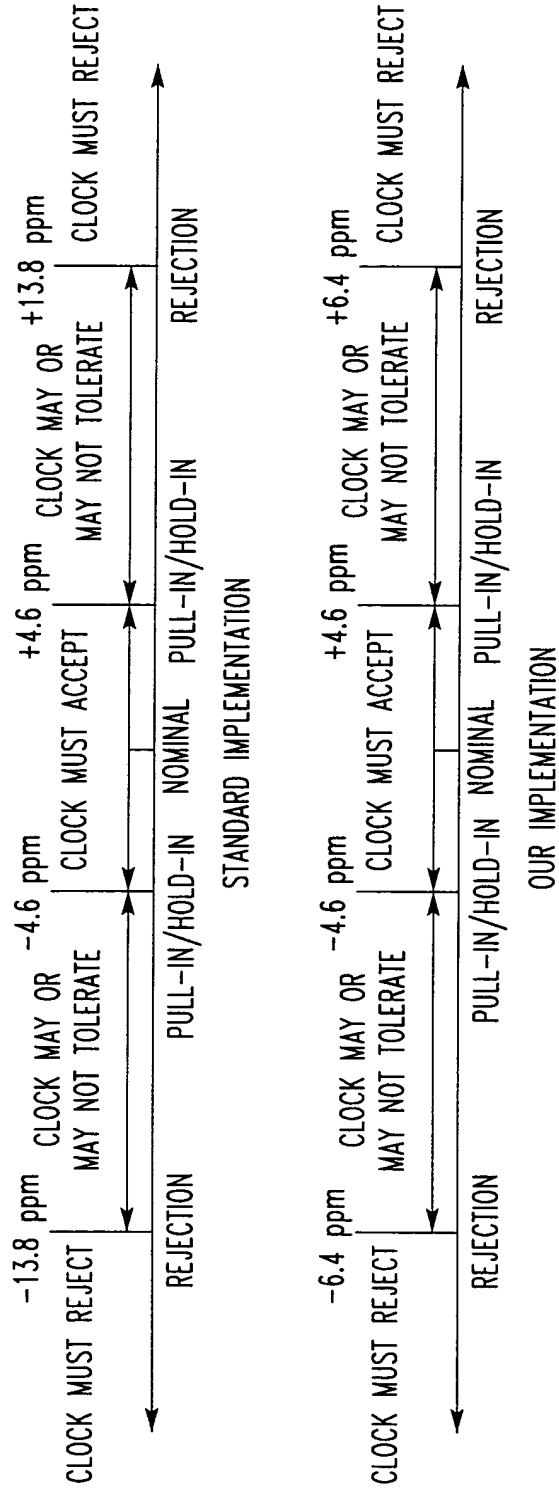 -13.8 ppm
-4.6 ppm
+4.6 ppm
+13.8 ppm
CLOCK MUST REJECT
CLOCK MAY OR
MAY NOT TOLERATE
CLOCK MUST ACCEPT
CLOCK MAY OR
MAY NOT TOLERATE
CLOCK MUST REJECT
REJECTION
PULL-IN/HOLD-IN
NOMINAL
PULL-IN/HOLD-IN
REJECTION
STANDARD IMPLEMENTATION
-6.4 ppm
-4.6 ppm
+4.6 ppm
+6.4 ppm
CLOCK MUST REJECT
CLOCK MAY OR
MAY NOT TOLERATE
CLOCK MUST ACCEPT
CLOCK MAY OR
MAY NOT TOLERATE
CLOCK MUST REJECT
REJECTION
PULL-IN/HOLD-IN
NOMINAL
PULL-IN/HOLD-IN
REJECTION
OUR IMPLEMENTATION